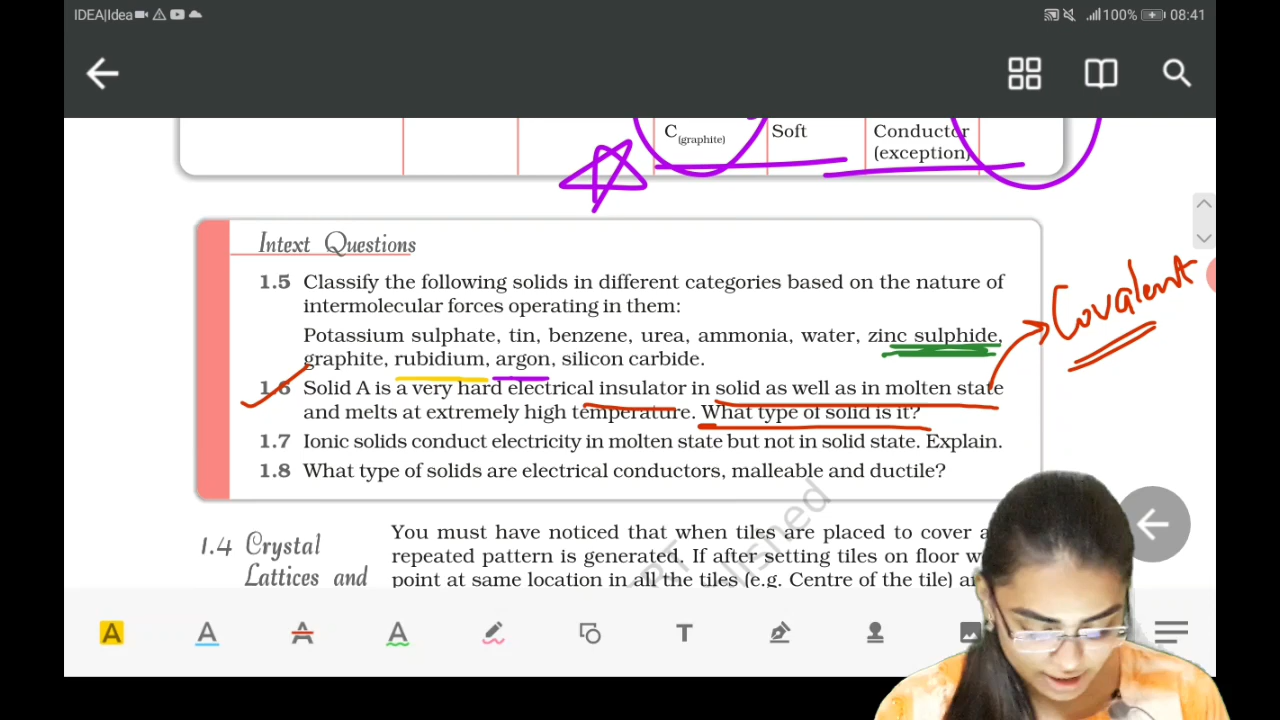 IDEA|Idea
100% 08:41
C(graphite) Soft Conductor
(exception)
Intext Questions
1.5 Classify the following solids in different categories based on the nature of
intermolecular forces operating in them:
Potassium sulphate, tin, benzene, urea, ammonia, water, zinc sulphide,
graphite, rubidium, argon, silicon carbide.
1.6 Solid A is a very hard electrical insulator in solid as well as in molten state
and melts at extremely high temperature. What type of solid is it?
Covalent
1.7 Ionic solids conduct electricity in molten state but not in solid state. Explain.
1.8 What type of solids are electrical conductors, malleable and ductile?
1.4 Crystal
Lattices and
You must have noticed that when tiles are placed to cover a
repeated pattern is generated. If after setting tiles on floor w
point at same location in all the tiles (e.g. Centre of the tile) an
A A A A T